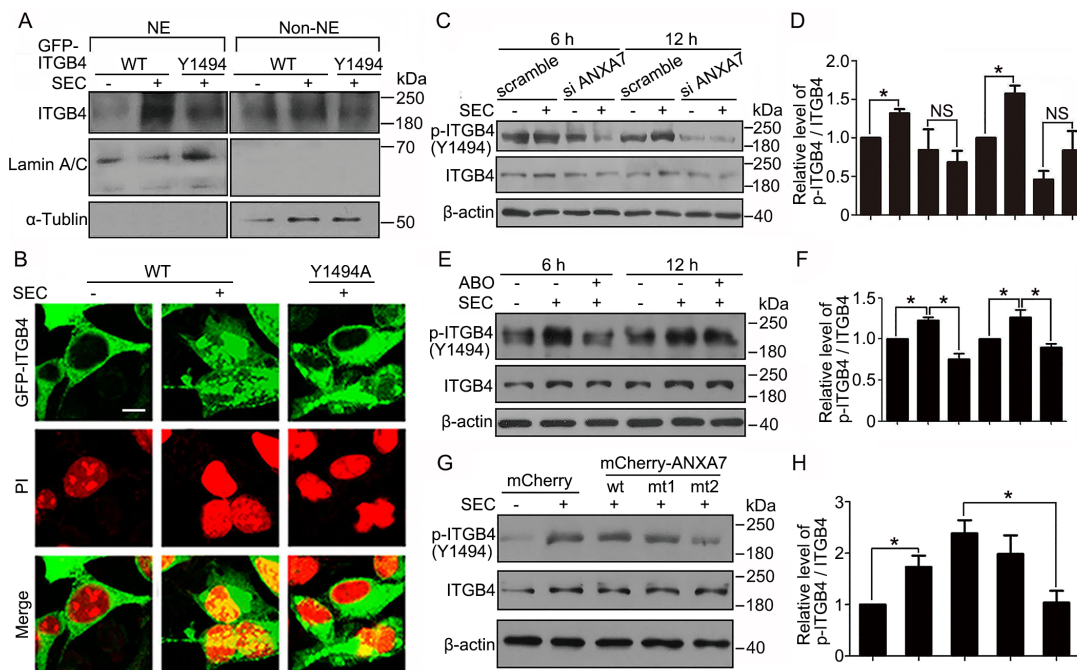 A
NE
Non-NE
GFP-
ITGB4
WT
Y1494
WT
Y1494
SEC
-
+
+
-
+
+
kDa
ITGB4
250
180
Lamin A/C
70
α-Tublin
50
B
WT
Y1494A
SEC
-
+
+
GFP-ITGB4
PI
Merge
C
6 h
12 h
scramble
si ANXA7
scramble
si ANXA7
SEC
-
+
-
+
-
+
-
+
kDa
p-ITGB4
(Y1494)
250
180
ITGB4
250
180
β-actin
40
D
Relative level of
p-ITGB4 / ITGB4
2.0
1.5
1.0
0.5
0
*
NS
*
NS
E
6 h
12 h
ABO
-
-
+
-
-
+
SEC
-
+
+
-
+
+
kDa
p-ITGB4
(Y1494)
250
180
ITGB4
250
180
β-actin
40
F
Relative level of
p-ITGB4 / ITGB4
1.5
1.0
0.5
0
*
*
*
*
G
mCherry
mCherry-ANXA7
wt
mt1
mt2
SEC
-
+
+
+
+
kDa
p-ITGB4
(Y1494)
250
180
ITGB4
250
180
β-actin
40
H
Relative level of
p-ITGB4 / ITGB4
3
2
1
0
*
*